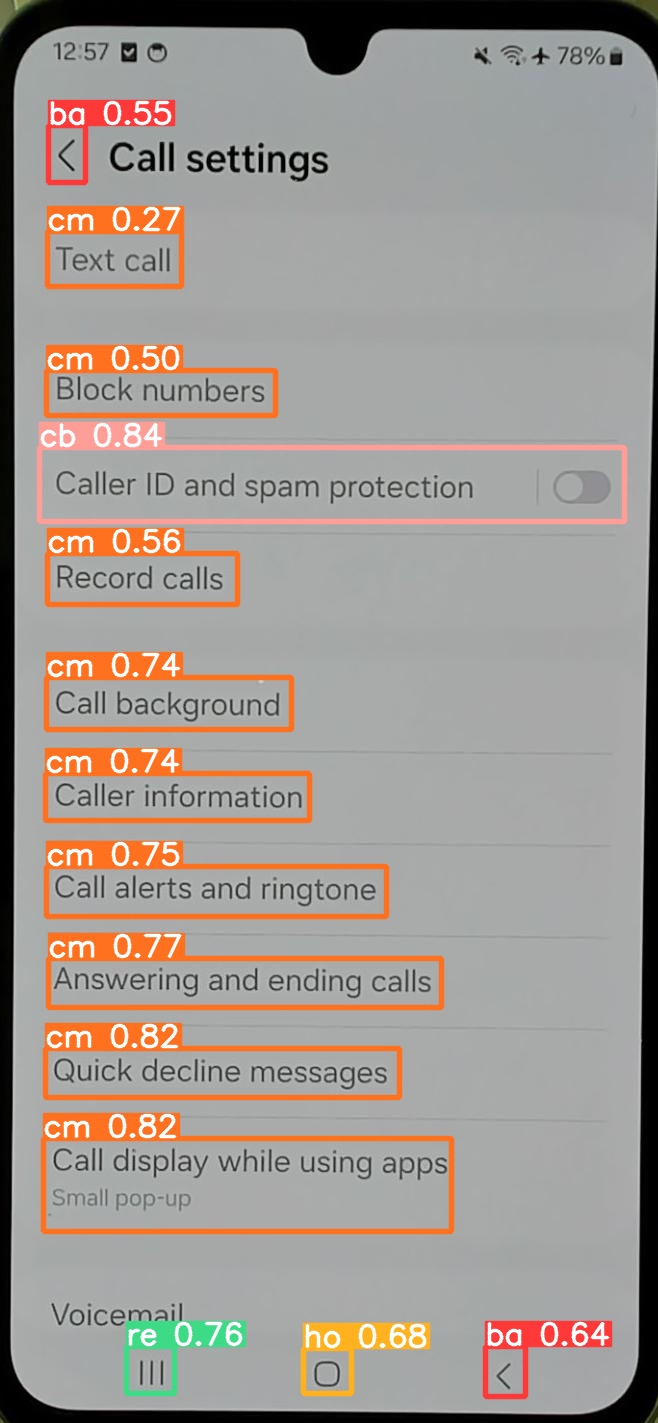 12:57
78%
ba 0.55
Call settings
cm 0.27
Text call
cm 0.50
Block numbers
cb 0.84
Caller ID and spam protection
cm 0.56
Record calls
cm 0.74
Call background
cm 0.74
Caller information
cm 0.75
Call alerts and ringtone
cm 0.77
Answering and ending calls
cm 0.82
Quick decline messages
cm 0.82
Call display while using apps
Small pop-up
Voicemail
re 0.76
ho 0.68
ba 0.64